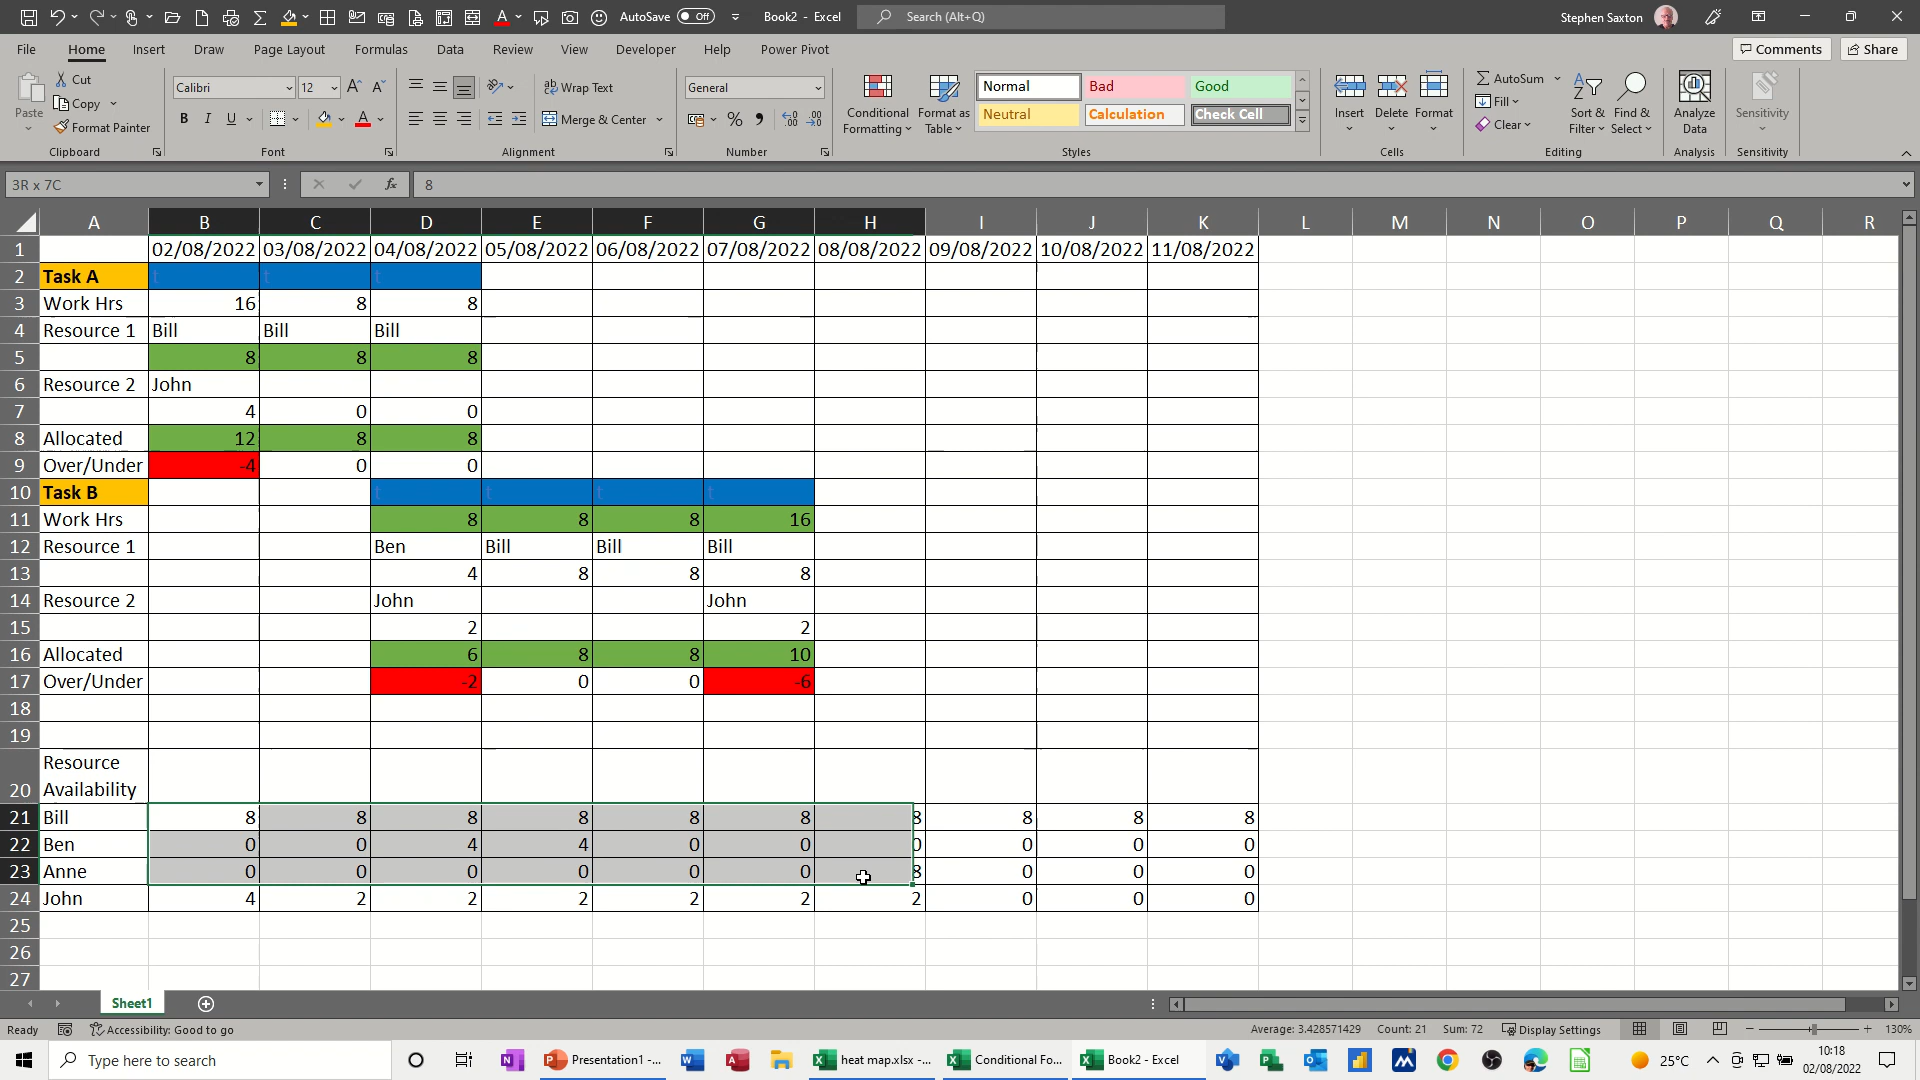 AutoSave Off Book2 - Excel Search (Alt+Q) Stephen Saxton
File Home Insert Draw Page Layout Formulas Data Review View Developer Help Power Pivot Comments Share
Paste Cut Copy Format Painter
Calibri 12
B I U
Wrap Text
Merge & Center
General
Conditional Formatting
Format as Table
Normal Bad Good
Neutral Calculation Check Cell
Insert Delete Format
AutoSum
Fill
Clear
Sort & Filter
Find & Select
Analyze Data
Sensitivity
Clipboard Font Alignment Number Styles Cells Editing Analysis Sensitivity
3R x 7C fx 8
A B C D E F G H I J K L M N O P Q R
1 02/08/2022 03/08/2022 04/08/2022 05/08/2022 06/08/2022 07/08/2022 08/08/2022 09/08/2022 10/08/2022 11/08/2022
2 Task A t t t
3 Work Hrs 16 8 8
4 Resource 1 Bill Bill Bill
5 8 8 8
6 Resource 2 John
7 4 0 0
8 Allocated 12 8 8
9 Over/Under -4 0 0
10 Task B t t t t
11 Work Hrs 8 8 8 16
12 Resource 1 Ben Bill Bill Bill
13 4 8 8 8
14 Resource 2 John John
15 2 2
16 Allocated 6 8 8 10
17 Over/Under -2 0 0 -6
18
19
Resource
20 Availability
21 Bill 8 8 8 8 8 8 8 8 8 8
22 Ben 0 0 4 4 0 0 0 0 0 0
23 Anne 0 0 0 0 0 0 8 0 0 0
24 John 4 2 2 2 2 2 2 0 0 0
25
26
27
Sheet1
Ready Accessibility: Good to go Average: 3.428571429 Count: 21 Sum: 72 Display Settings 130%
Type here to search Presentation1 -... heat map.xlsx -... Conditional Fo... Book2 - Excel 25°C 10:18
02/08/2022